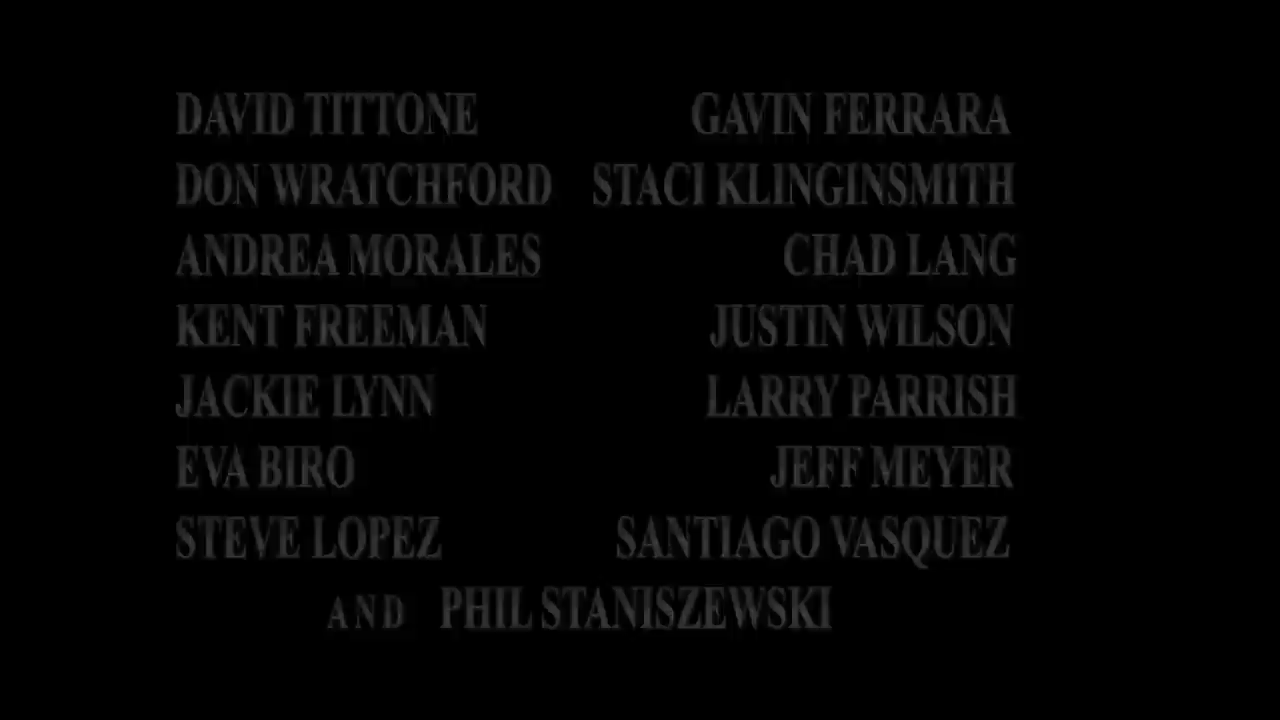 DAVID TITTONE GAVIN FERRARA
DON WRATCHFORD STACI KLINGINSMITH
ANDREA MORALES CHAD LANG
KENT FREEMAN JUSTIN WILSON
JACKIE LYNN LARRY PARRISH
EVA BIRO JEFF MEYER
STEVE LOPEZ SANTIAGO VASQUEZ
AND PHIL STANISZEWSKI